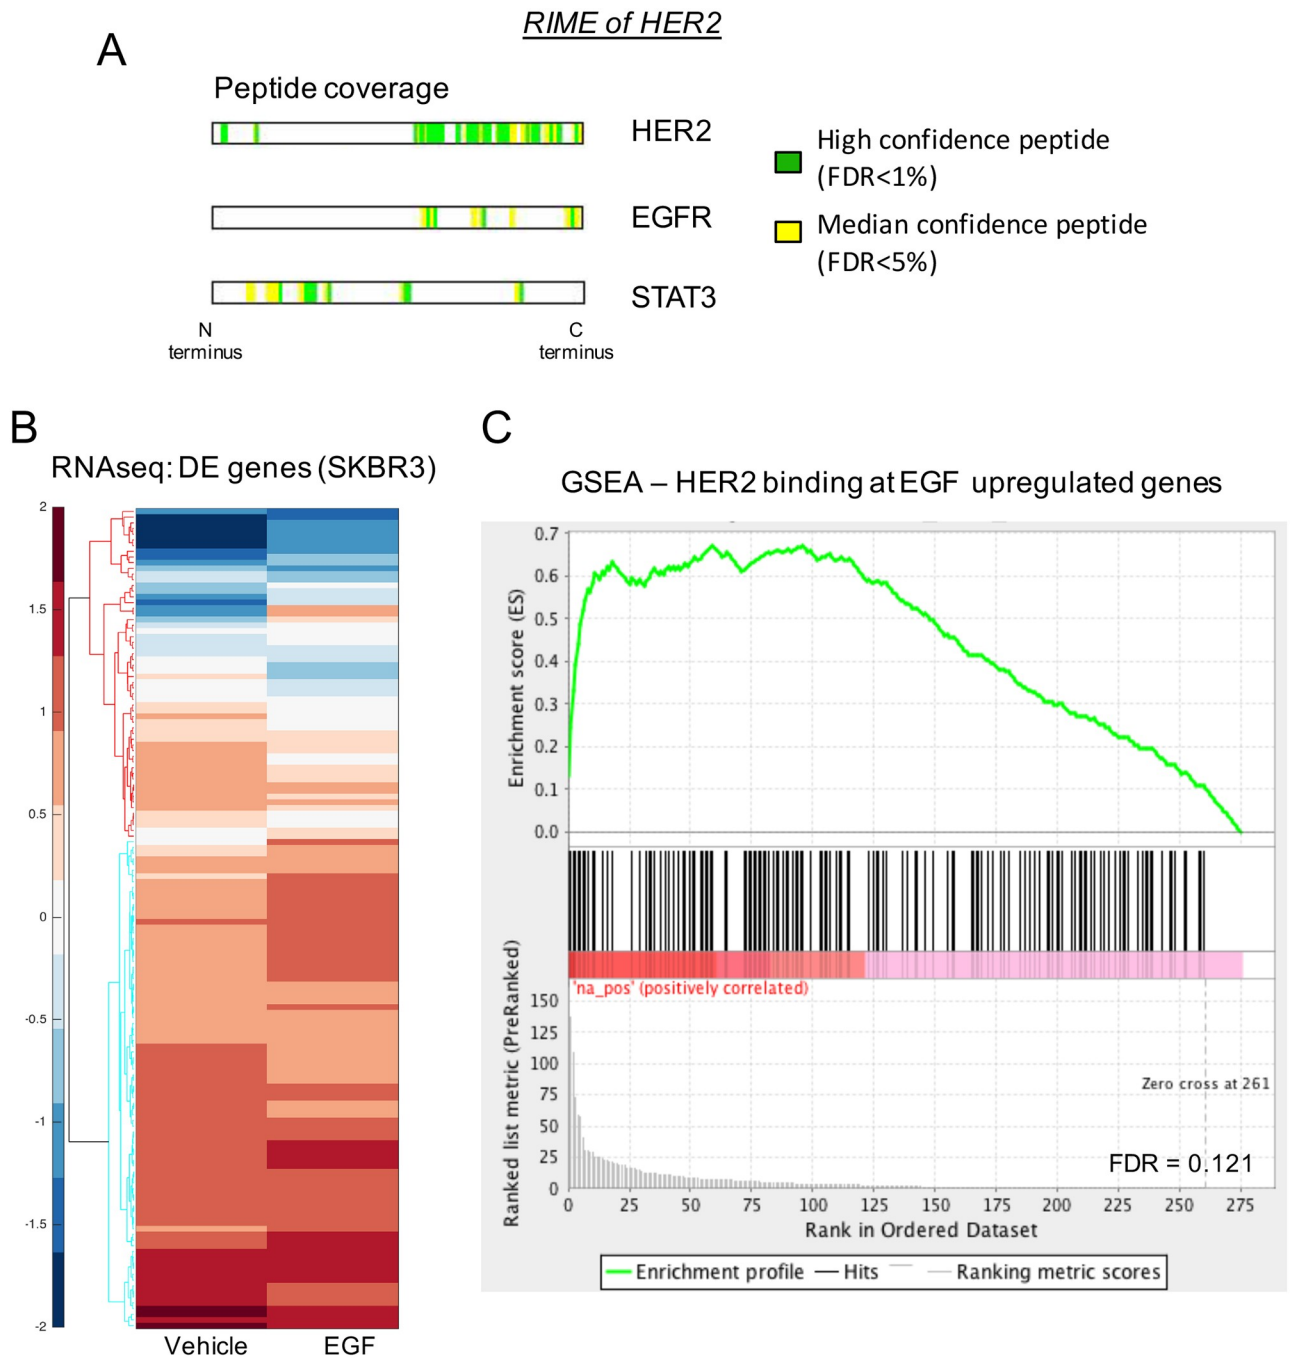 RIME of HER2
A
Peptide coverage
HER2
EGFR
STAT3
N
terminus
C
terminus
High confidence peptide
(FDR<1%)
Median confidence peptide
(FDR<5%)
B
RNAseq: DE genes (SKBR3)
2
1.5
1
0.5
0
-0.5
-1
-1.5
-2
Vehicle
EGF
C
GSEA – HER2 binding at EGF upregulated genes
Enrichment score (ES)
0.7
0.6
0.5
0.4
0.3
0.2
0.1
0.0
'na_pos' (positively correlated)
Ranked list metric (PreRanked)
150
125
100
75
50
25
0
Zero cross at 261
FDR = 0.121
0 25 50 75 100 125 150 175 200 225 250 275
Rank in Ordered Dataset
Enrichment profile Hits Ranking metric scores